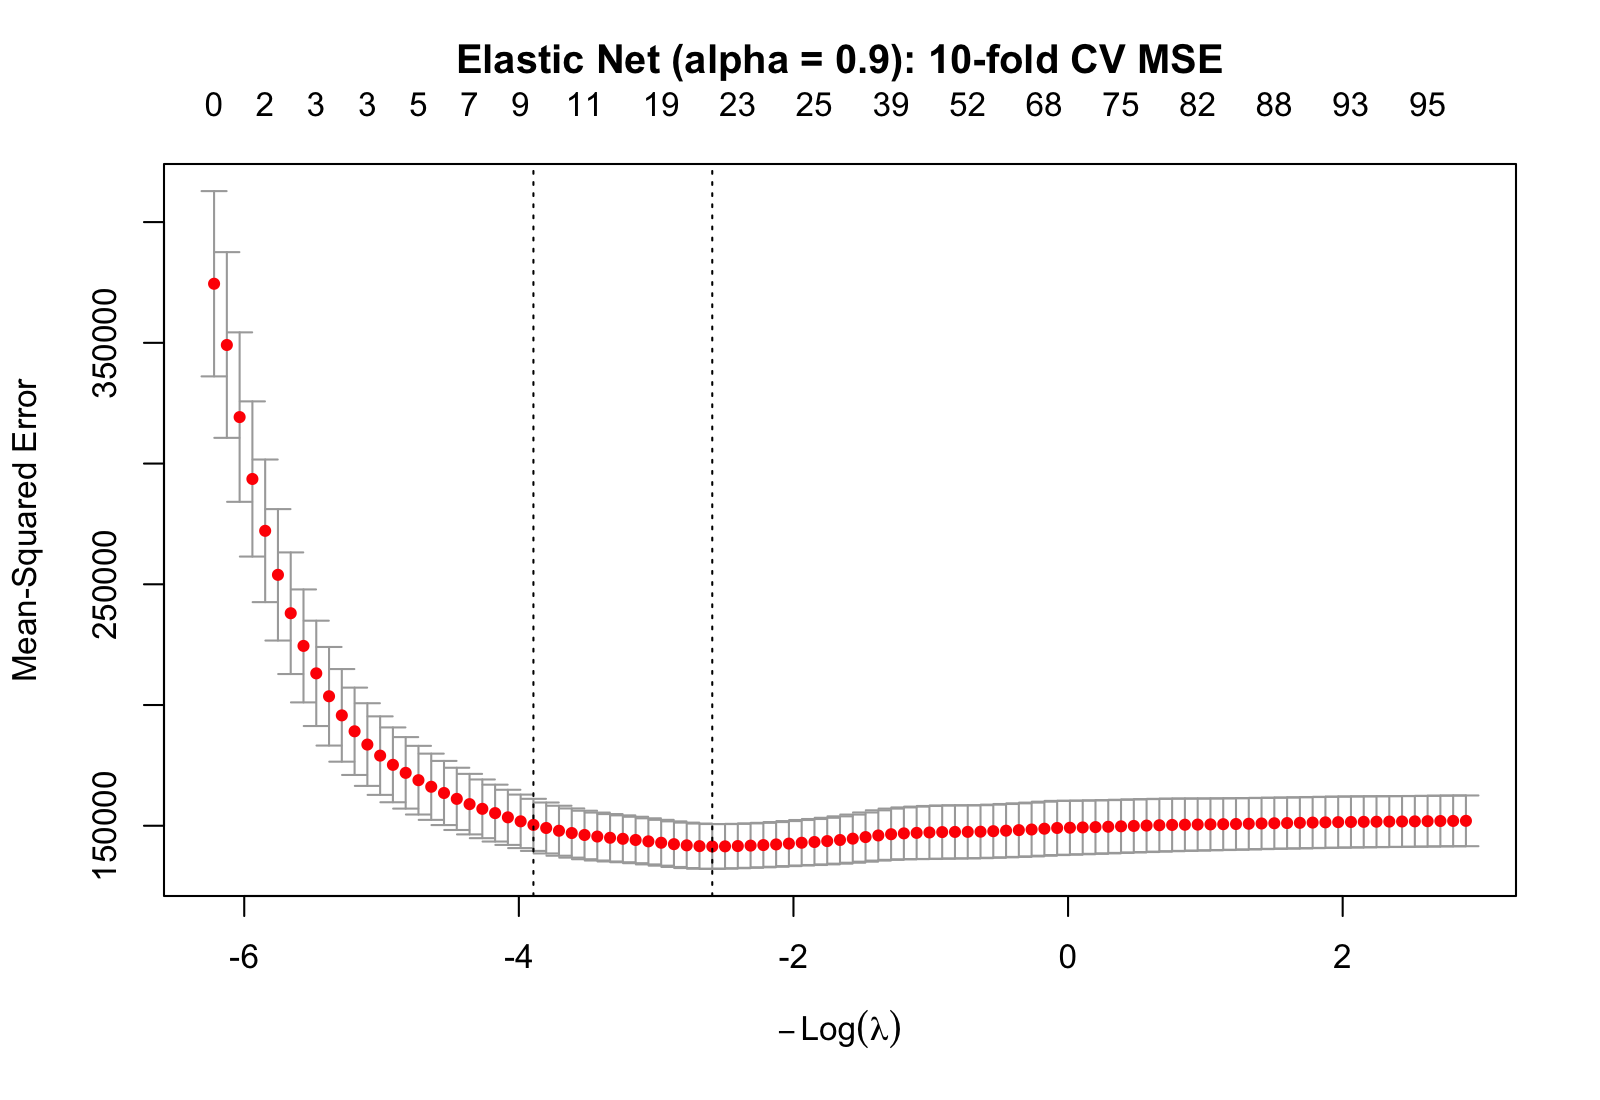 Elastic Net (alpha = 0.9): 10-fold CV MSE
0 2 3 3 5 7 9 11 19 23 25 39 52 68 75 82 88 93 95
Mean-Squared Error
350000
250000
150000
-6 -4 -2 0 2
−Log(λ)